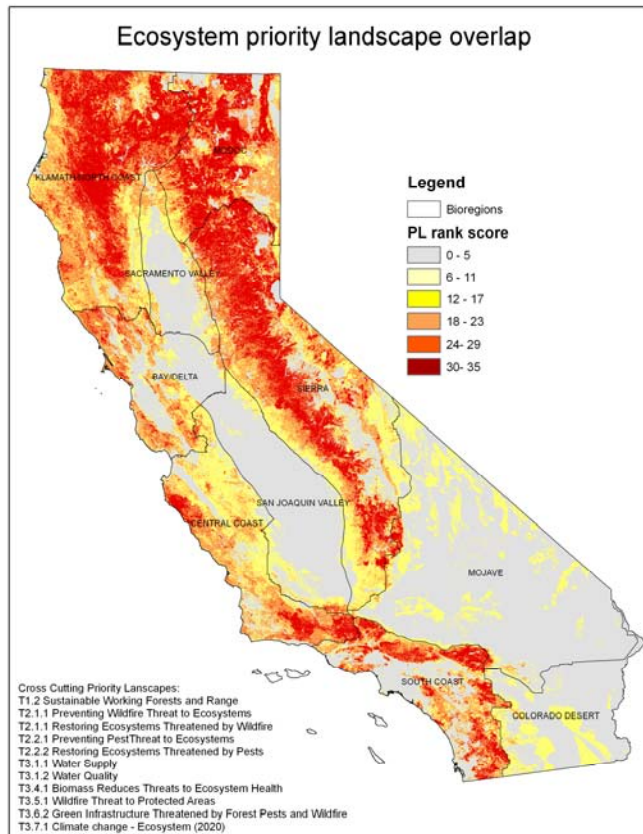 Ecosystem priority landscape overlap
KLAMATH/NORTH COAST
MODOC
SACRAMENTO VALLEY
BAY/DELTA
SIERRA
SAN JOAQUIN VALLEY
CENTRAL COAST
MOJAVE
SOUTH COAST
COLORADO DESERT
Legend
Bioregions
PL rank score
0 - 5
6 - 11
12 - 17
18 - 23
24- 29
30- 35
Cross Cutting Priority Lanscapes:
T1.2 Sustainable Working Forests and Range
T2.1.1 Preventing Wildfire Threat to Ecosystems
T2.1.1 Restoring Ecosystems Threatened by Wildfire
T2.2.1 Preventing PestThreat to Ecosystems
T2.2.2 Restoring Ecosystems Threatened by Pests
T3.1.1 Water Supply
T3.1.2 Water Quality
T3.4.1 Biomass Reduces Threats to Ecosystem Health
T3.5.1 Wildfire Threat to Protected Areas
T3.6.2 Green Infrastructure Threatened by Forest Pests and Wildfire
T3.7.1 Climate change - Ecosystem (2020)